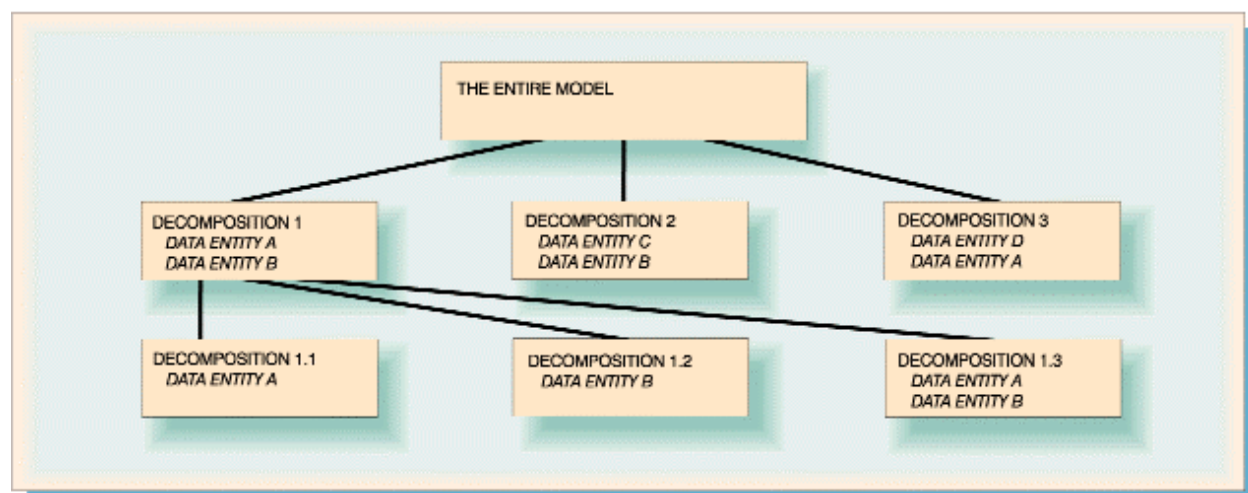 THE ENTIRE MODEL
DECOMPOSITION 1
DATA ENTITY A
DATA ENTITY B
DECOMPOSITION 2
DATA ENTITY C
DATA ENTITY B
DECOMPOSITION 3
DATA ENTITY D
DATA ENTITY A
DECOMPOSITION 1.1
DATA ENTITY A
DECOMPOSITION 1.2
DATA ENTITY B
DECOMPOSITION 1.3
DATA ENTITY A
DATA ENTITY B